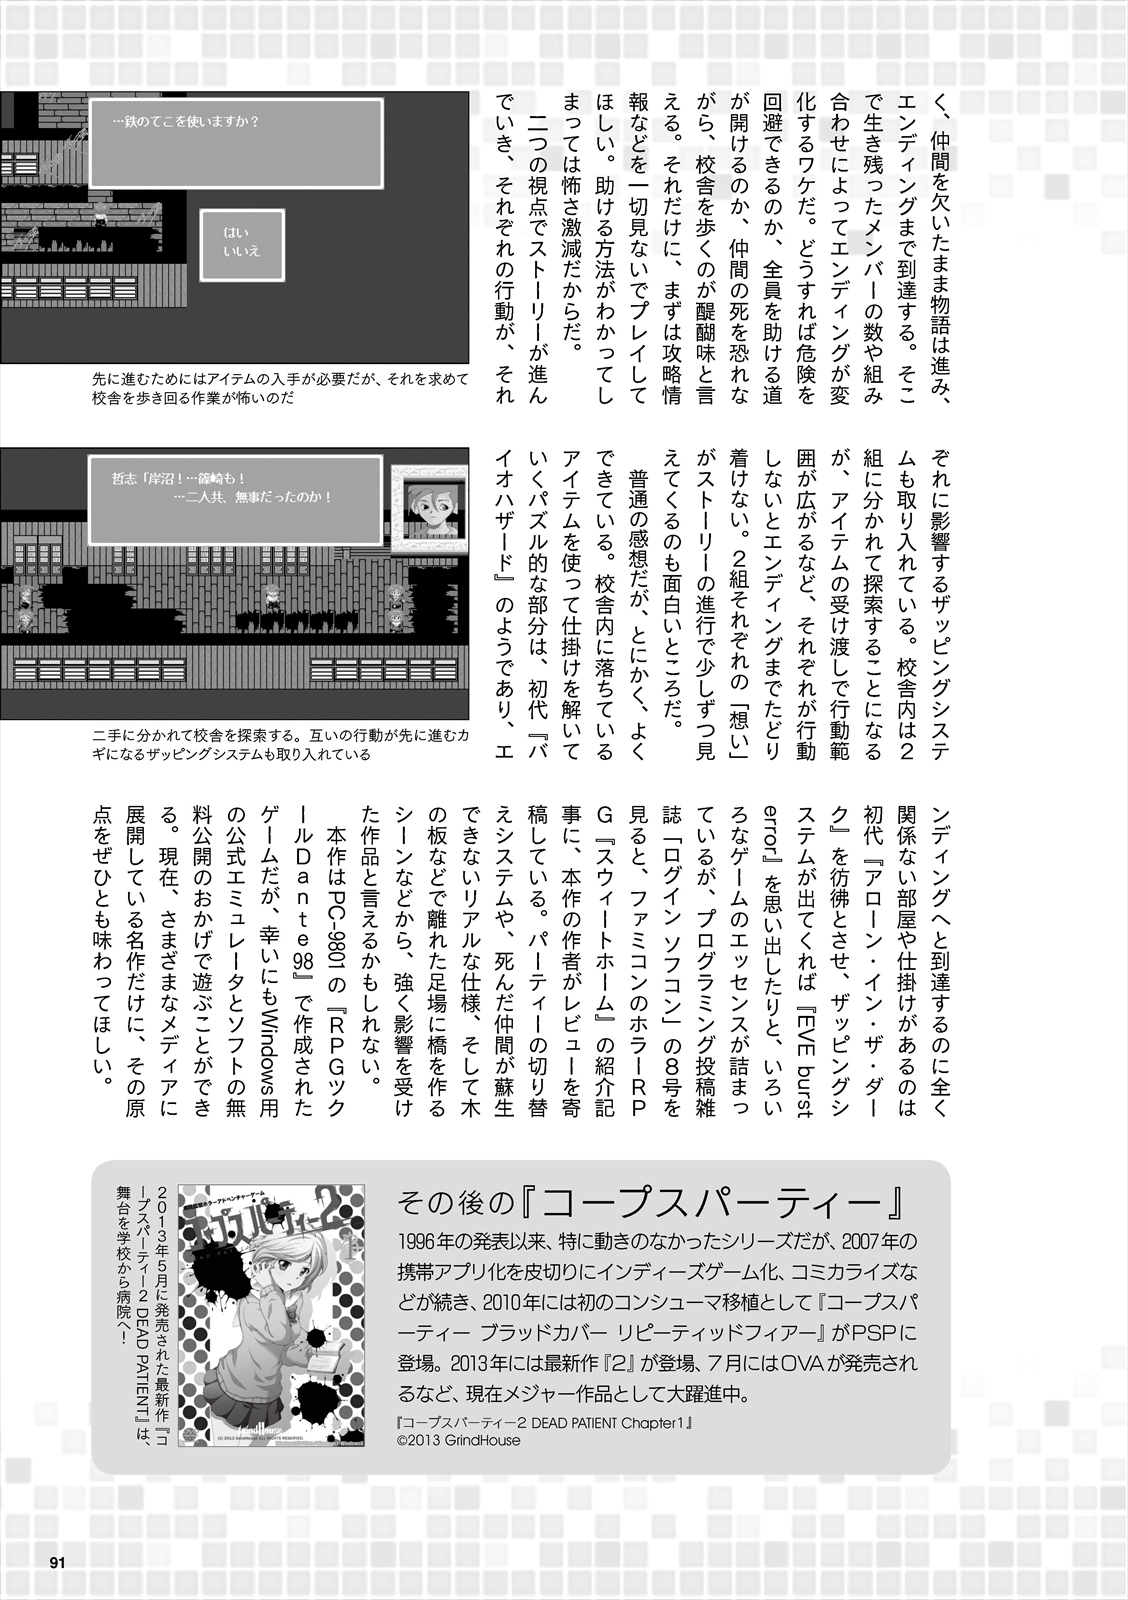 く、仲間を欠いたまま物語は進み、
エンディングまで到達する。そこ
で生き残ったメンバーの数や組み
合わせによってエンディングが変
化するワケだ。どうすれば危険を
回避できるのか、全員を助ける道
が開けるのか、仲間の死を恐れな
がら、校舎を歩くのが醍醐味と言
える。それだけに、まずは攻略情
報などを一切見ないでプレイして
ほしい。助ける方法がわかってし
まっては怖さ激減だからだ。
　二つの視点でストーリーが進ん
でいき、それぞれの行動が、それ
…鉄のてこを使いますか？
はい
いいえ
先に進むためにはアイテムの入手が必要だが、それを求めて
校舎を歩き回る作業が怖いのだ
ぞれに影響するザッピングシステ
ムも取り入れている。校舎内は２
組に分かれて探索することになる
が、アイテムの受け渡しで行動範
囲が広がるなど、それぞれが行動
しないとエンディングまでたどり
着けない。２組それぞれの「想い」
がストーリーの進行で少しずつ見
えてくるのも面白いところだ。
　普通の感想だが、とにかく、よく
できている。校舎内に落ちている
アイテムを使って仕掛けを解いて
いくパズル的な部分は、初代『バ
イオハザード』のようであり、エ
哲志「岸沼！…篠崎も！
…二人共、無事だったのか！
二手に分かれて校舎を探索する。互いの行動が先に進むカ
ギになるザッピングシステムも取り入れている
ンディングへと到達するのに全く
関係ない部屋や仕掛けがあるのは
初代『アローン・イン・ザ・ダー
ク』を彷彿とさせ、ザッピングシ
ステムが出てくれば『EVE burst
error』を思い出したりと、いろい
ろなゲームのエッセンスが詰まっ
ているが、プログラミング投稿雑
誌「ログイン ソフコン」の８号を
見ると、ファミコンのホラーＲＰ
Ｇ『スウィートホーム』の紹介記
事に、本作の作者がレビューを寄
稿している。パーティーの切り替
えシステムや、死んだ仲間が蘇生
できないリアルな仕様、そして木
の板などで離れた足場に橋を作る
シーンなどから、強く影響を受け
た作品と言えるかもしれない。
　本作はPC-9801の『ＲＰＧツク
ールＤａｎｔｅ98』で作成された
ゲームだが、幸いにもWindows用
の公式エミュレータとソフトの無
料公開のおかげで遊ぶことができ
る。現在、さまざまなメディアに
展開している名作だけに、その原
点をぜひとも味わってほしい。
その後の『コープスパーティー』
1996年の発表以来、特に動きのなかったシリーズだが、2007年の
携帯アプリ化を皮切りにインディーズゲーム化、コミカライズな
どが続き、2010年には初のコンシューマ移植として『コープスパ
ーティー ブラッドカバー リピーティッドフィアー』がPSPに
登場。2013年には最新作『2』が登場、7月にはOVAが発売され
るなど、現在メジャー作品として大躍進中。
『コープスパーティー2 DEAD PATIENT Chapter1』
©2013 GrindHouse
コープスパーティー2
GrindHouse
２０１３年５月に発売された最新作『コ
ープスパーティー２ DEAD PATIENT』は、
舞台を学校から病院へ！
91